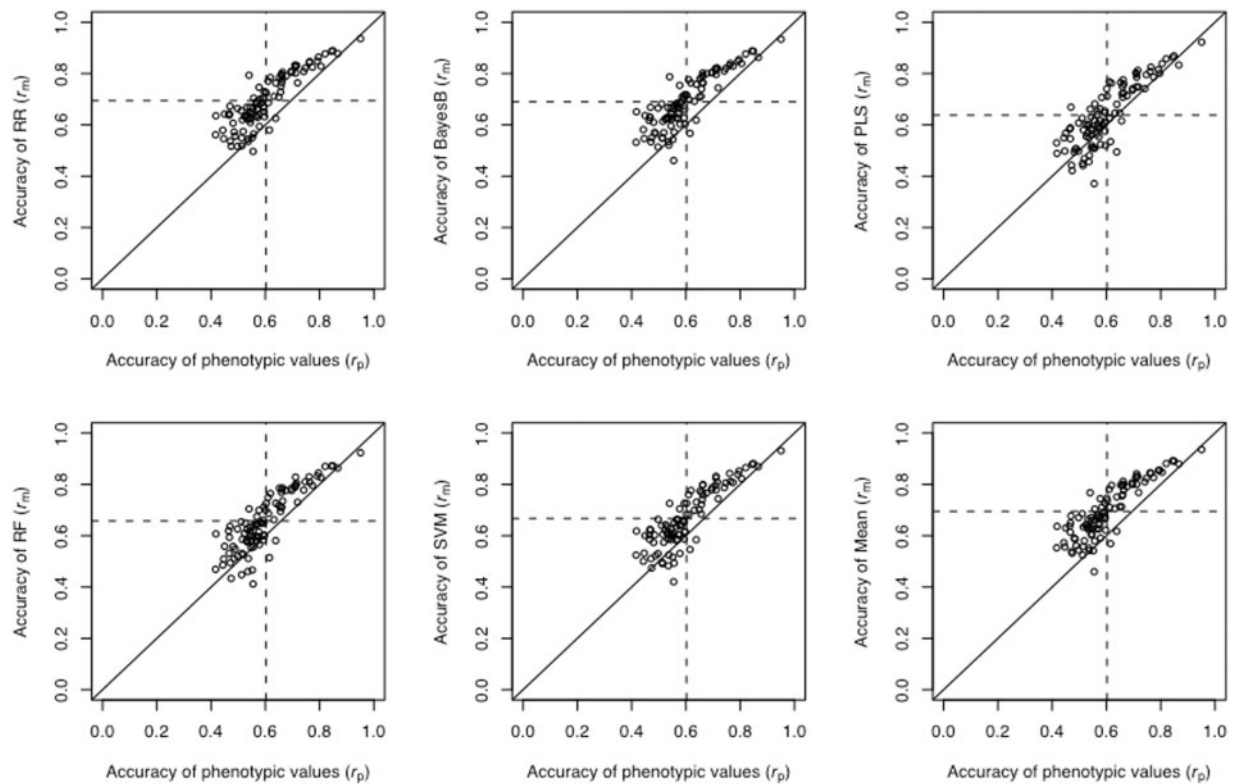 Accuracy of RR (rm)
1.0
0.8
0.6
0.4
0.2
0.0
0.0 0.2 0.4 0.6 0.8 1.0
Accuracy of phenotypic values (rp)
Accuracy of BayesB (rm)
1.0
0.8
0.6
0.4
0.2
0.0
0.0 0.2 0.4 0.6 0.8 1.0
Accuracy of phenotypic values (rp)
Accuracy of PLS (rm)
1.0
0.8
0.6
0.4
0.2
0.0
0.0 0.2 0.4 0.6 0.8 1.0
Accuracy of phenotypic values (rp)
Accuracy of RF (rm)
1.0
0.8
0.6
0.4
0.2
0.0
0.0 0.2 0.4 0.6 0.8 1.0
Accuracy of phenotypic values (rp)
Accuracy of SVM (rm)
1.0
0.8
0.6
0.4
0.2
0.0
0.0 0.2 0.4 0.6 0.8 1.0
Accuracy of phenotypic values (rp)
Accuracy of Mean (rm)
1.0
0.8
0.6
0.4
0.2
0.0
0.0 0.2 0.4 0.6 0.8 1.0
Accuracy of phenotypic values (rp)